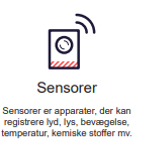 Sensorer
Sensorer er apparater, der kan
registrere lyd, lys, bevægelse,
temperatur, kemiske stoffer mv.